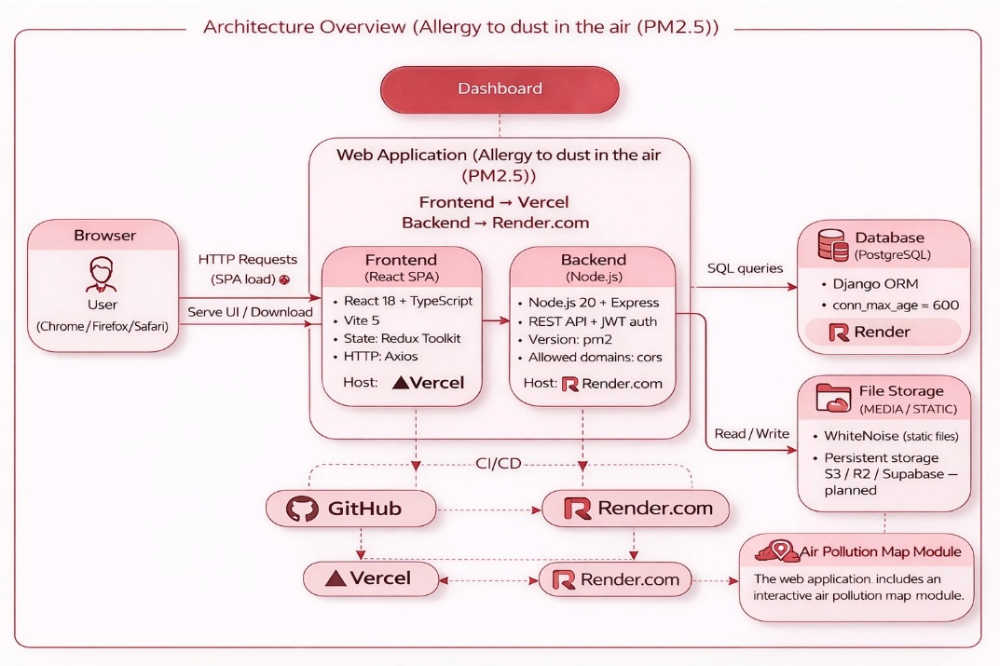 Architecture Overview (Allergy to dust in the air (PM2.5))
Dashboard
Web Application (Allergy to dust in the air
(PM2.5))
Frontend → Vercel
Backend → Render.com
Browser
User
(Chrome / Firefox/Safari)
HTTP Requests
(SPA load)
Serve UI / Download
Frontend
(React SPA)
• React 18 + TypeScript
• Vite 5
• State: Redux Toolkit
• HTTP: Axios
Host: Vercel
Backend
(Node.js)
• Node.js 20 + Express
• REST API + JWT auth
• Version: pm2
• Allowed domains: cors
Host: Render.com
SQL queries
Database
(PostgreSQL)
• Django ORM
• conn_max_age = 600
Render
Read / Write
File Storage
(MEDIA / STATIC)
• WhiteNoise (static files)
• Persistent storage
S3 / R2 / Supabase —
planned
CI/CD
GitHub
Render.com
Vercel
Render.com
Air Pollution Map Module
The web application. includes an
interactive air pollution map module.